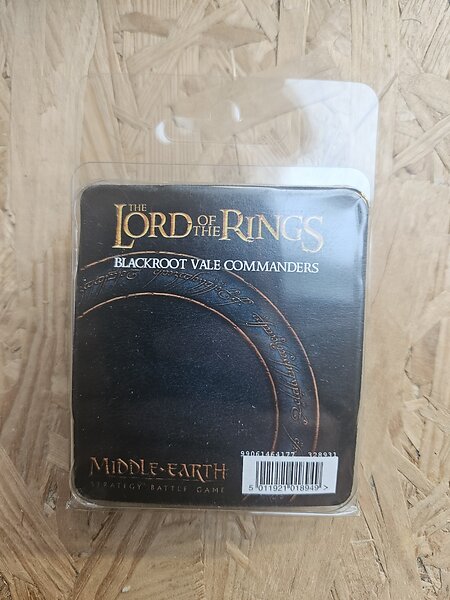 THE
LORD OF THE RINGS
BLACKROOT VALE COMMANDERS
99061464177 328931
MIDDLE-EARTH
STRATEGY BATTLE GAME
5 011921 018949 >